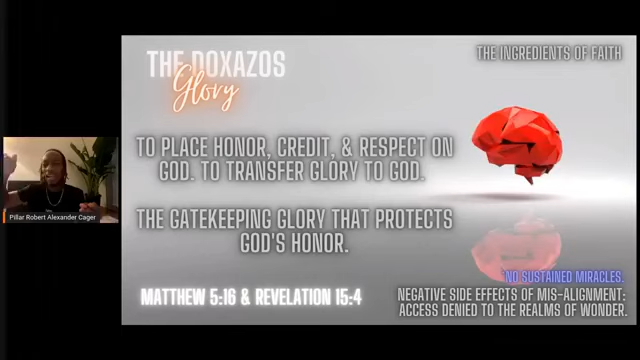 THE DOXAZOS
Glory
THE INGREDIENTS OF FAITH
TO PLACE HONOR, CREDIT, & RESPECT ON
GOD. TO TRANSFER GLORY TO GOD.
THE GATEKEEPING GLORY THAT PROTECTS
GOD'S HONOR.
MATTHEW 5:16 & REVELATION 15:4
*NO SUSTAINED MIRACLES.
NEGATIVE SIDE EFFECTS OF MIS-ALIGNMENT:
ACCESS DENIED TO THE REALMS OF WONDER.
Pillar Robert Alexander Cager